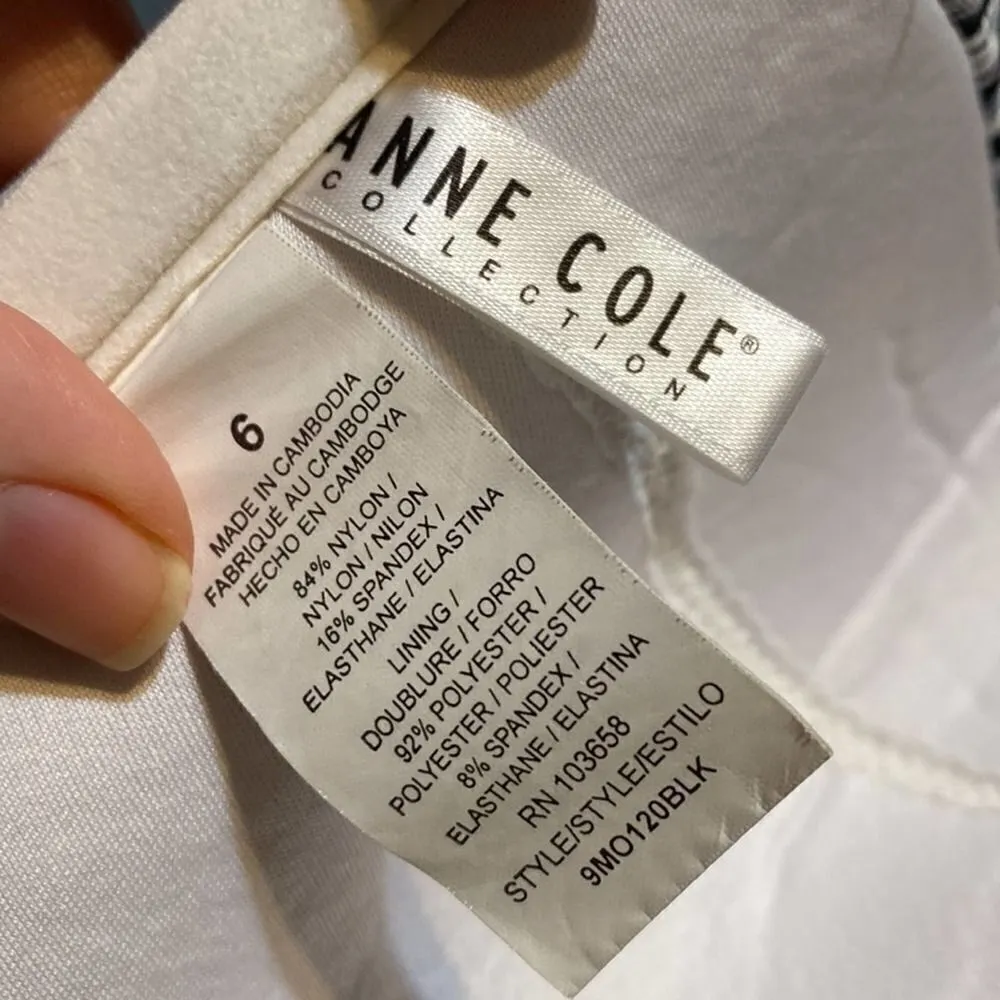 ANNE COLE®
COLLECTION
6
MADE IN CAMBODIA
FABRIQUÉ AU CAMBODGE
HECHO EN CAMBOYA
84% NYLON /
NYLON / NILON
16% SPANDEX /
ELASTHANE / ELASTINA
LINING /
DOUBLURE / FORRO
92% POLYESTER /
POLYESTER / POLIESTER
8% SPANDEX /
ELASTHANE / ELASTINA
RN 103658
STYLE/STYLE/ESTILO
9MO120BLK